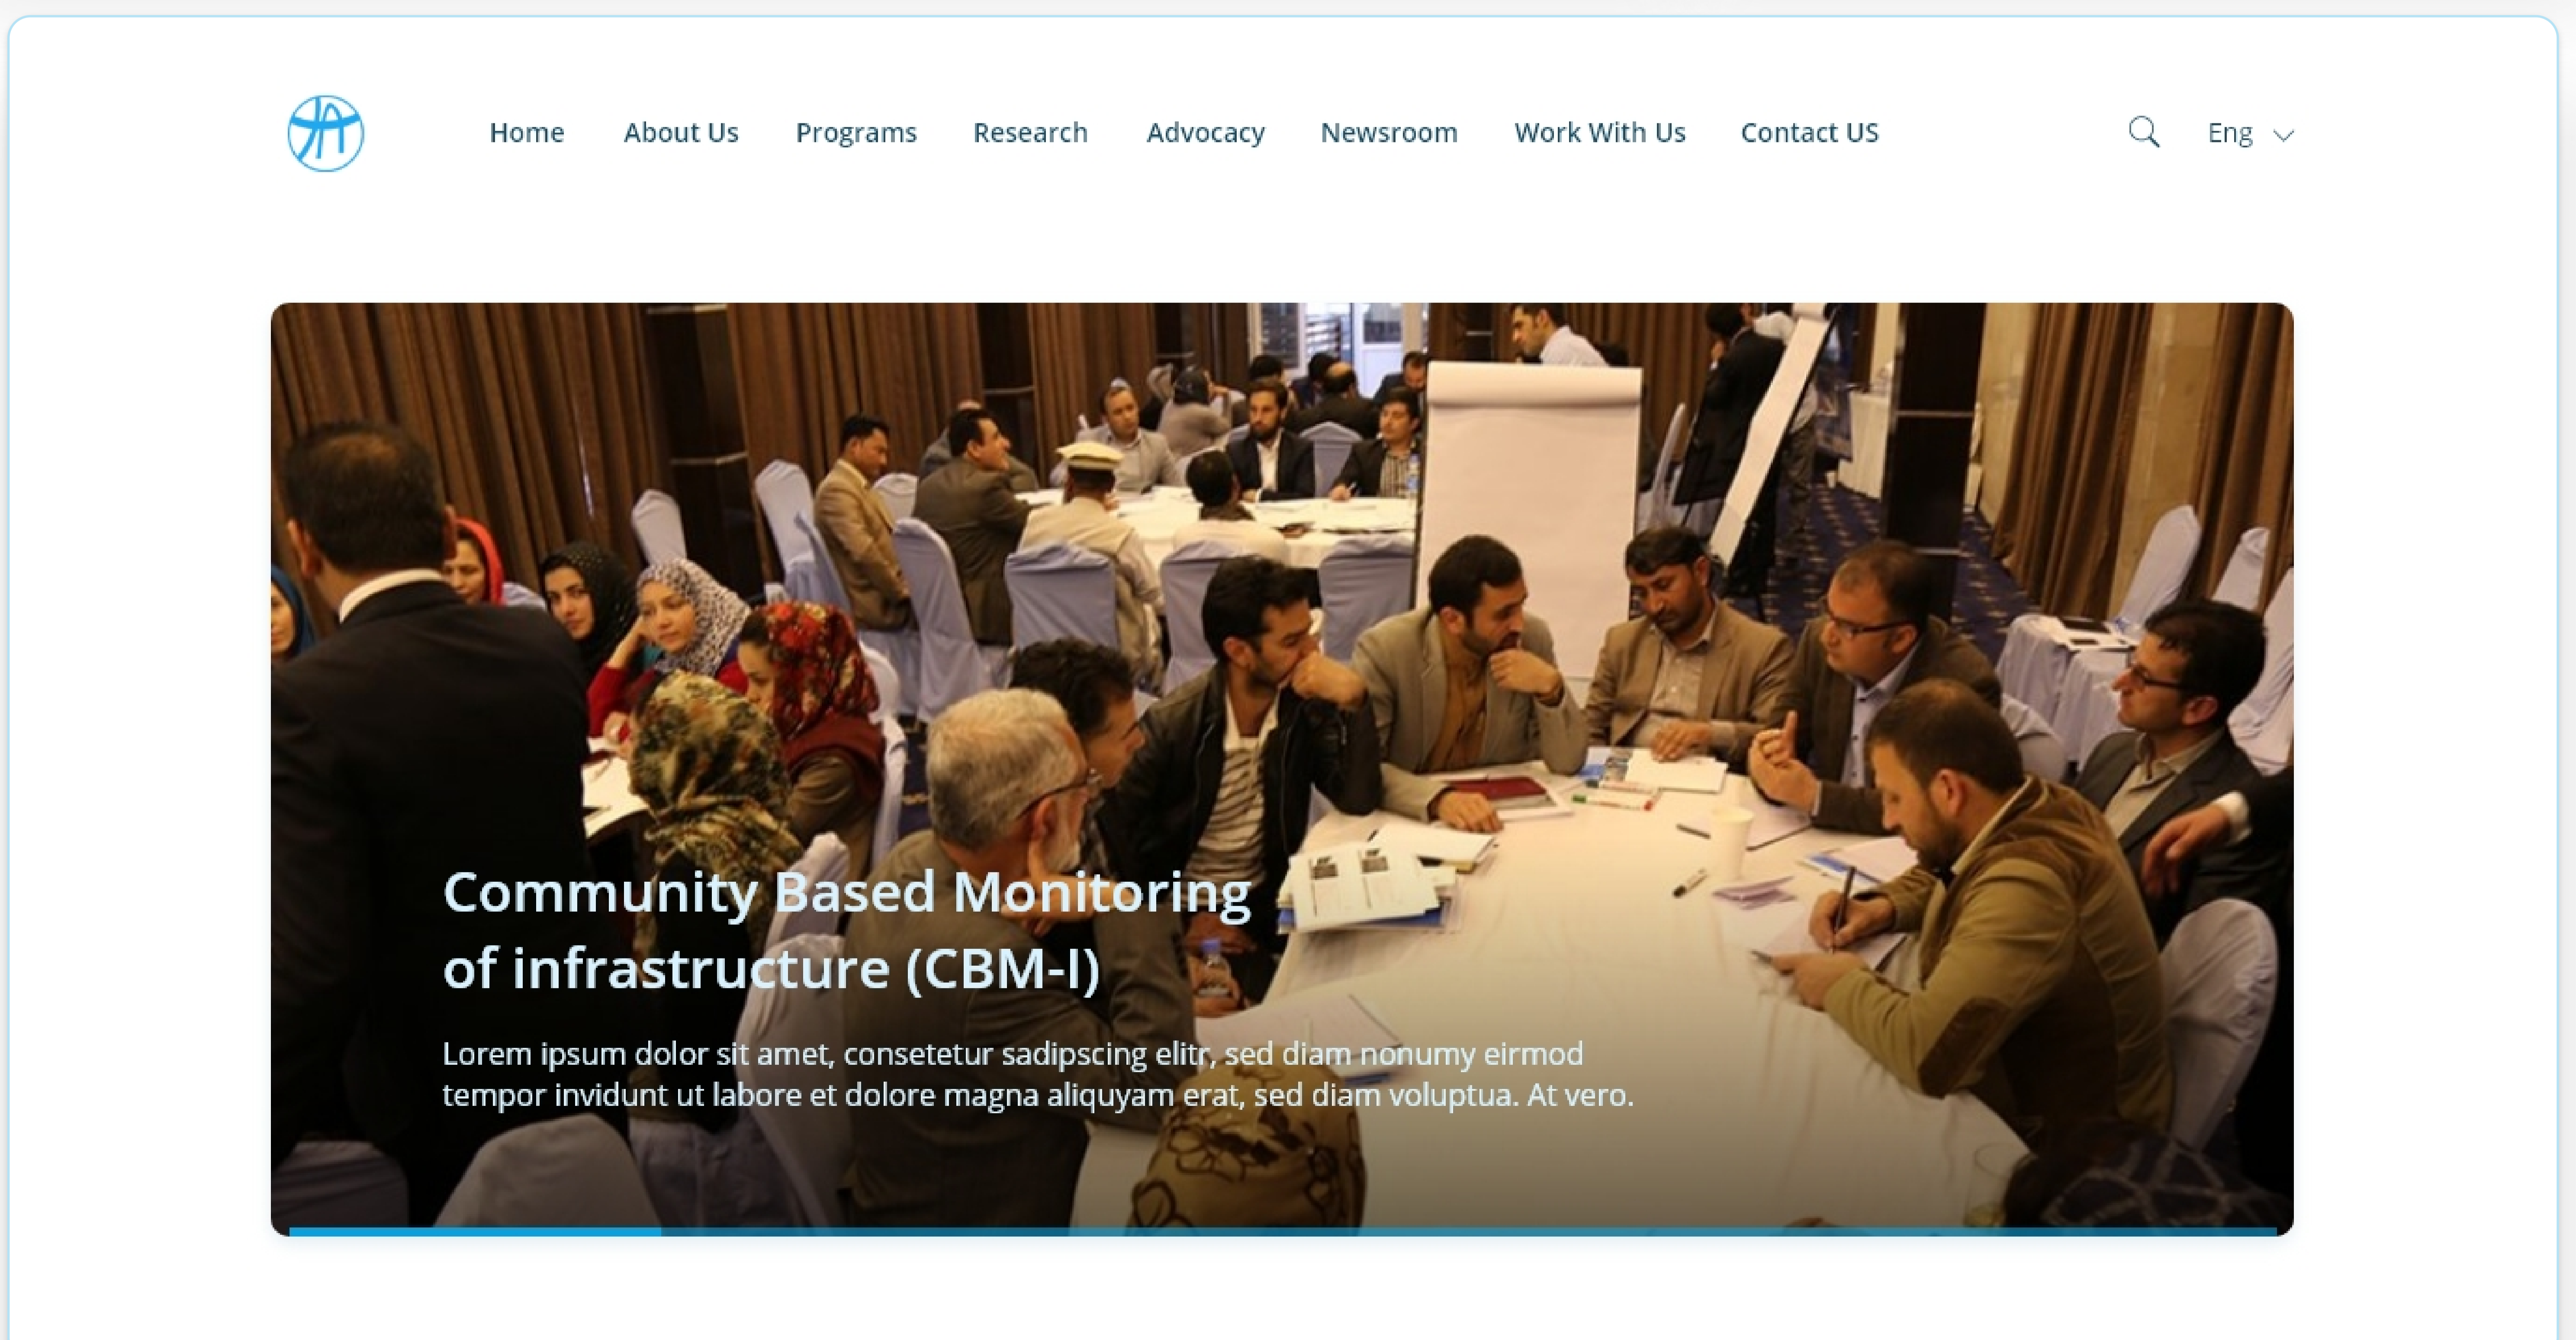 Home About Us Programs Research Advocacy Newsroom Work With Us Contact US Eng
Community Based Monitoring
of infrastructure (CBM-I)
Lorem ipsum dolor sit amet, consetetur sadipscing elitr, sed diam nonumy eirmod
tempor invidunt ut labore et dolore magna aliquyam erat, sed diam voluptua. At vero.